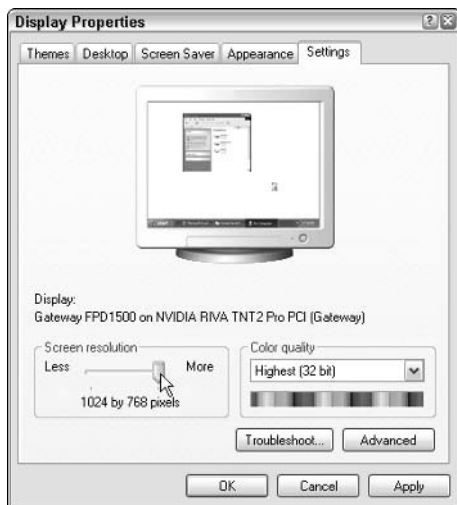 Display Properties
Themes Desktop Screen Saver Appearance Settings
Display:
Gateway FPD1500 on NVIDIA RIVA TNT2 Pro PCI (Gateway)
Screen resolution
Less More
1024 by 768 pixels
Color quality
Highest (32 bit)
Troubleshoot... Advanced
OK Cancel Apply